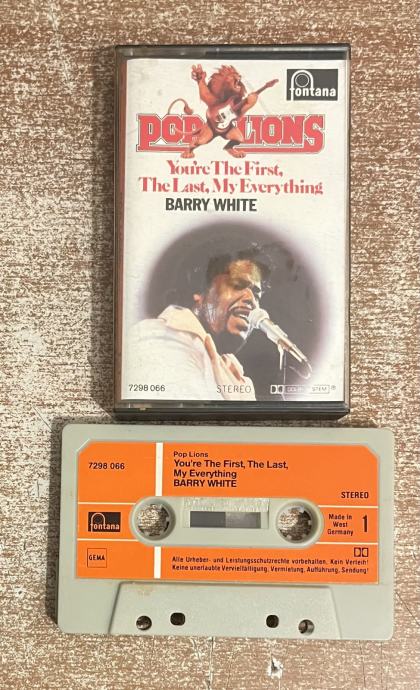 fontana
POP LIONS
You're The First,
The Last, My Everything
BARRY WHITE
7298 066
STEREO
DOLBY SYSTEM ®
7298 066
Pop Lions
You're The First, The Last,
My Everything
BARRY WHITE
STEREO
fontana
Made in
West
Germany
1
GEMA
Alle Urheber- und Leistungsschutzrechte vorbehalten. Kein Verleih!
Keine unerlaubte Vervielfältigung, Vermietung, Aufführung, Sendung!